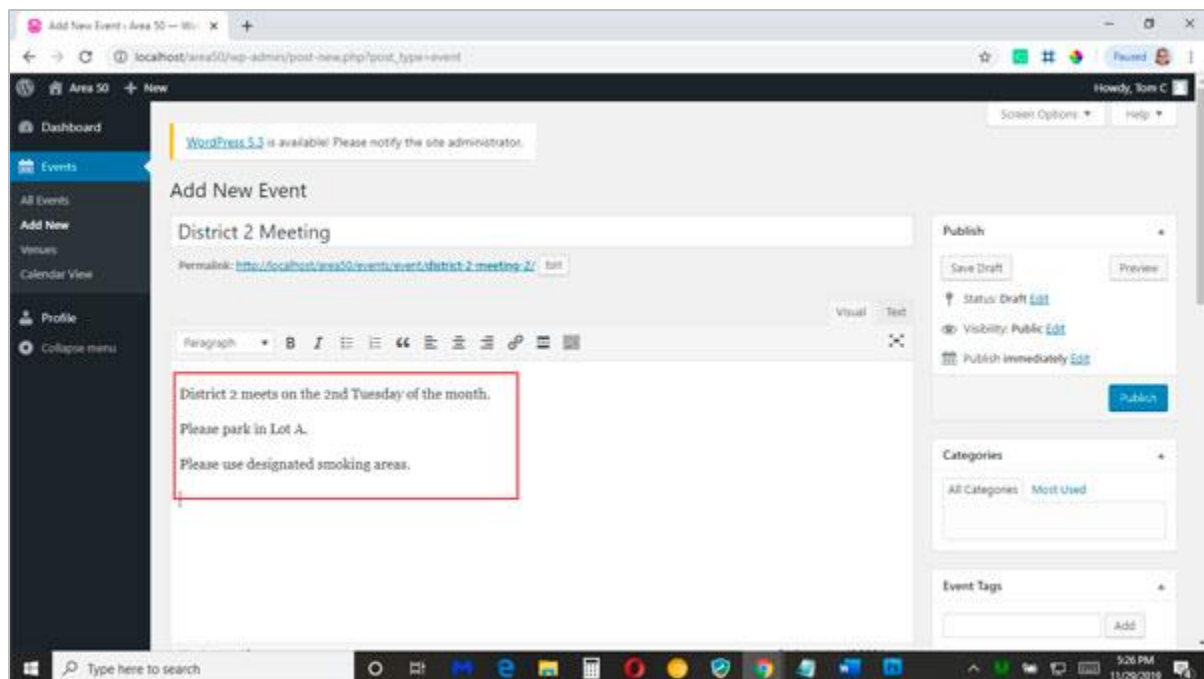 Add New Event ‹ Area 50 — Wo
localhost/area50/wp-admin/post-new.php?post_type=event
Paused
Area 50
+ New
Howdy, Tom C
Screen Options
Help
Dashboard
WordPress 5.3 is available! Please notify the site administrator.
Events
All Events
Add New
Venues
Calendar View
Profile
Collapse menu
Add New Event
District 2 Meeting
Permalink: http://localhost/area50/events/event/district-2-meeting-2/ Edit
Visual Text
Paragraph
B I
District 2 meets on the 2nd Tuesday of the month.
Please park in Lot A.
Please use designated smoking areas.
Publish
Save Draft
Preview
Status: Draft Edit
Visibility: Public Edit
Publish immediately Edit
Publish
Categories
All Categories Most Used
Event Tags
Add
Type here to search
5:26 PM
11/29/2019